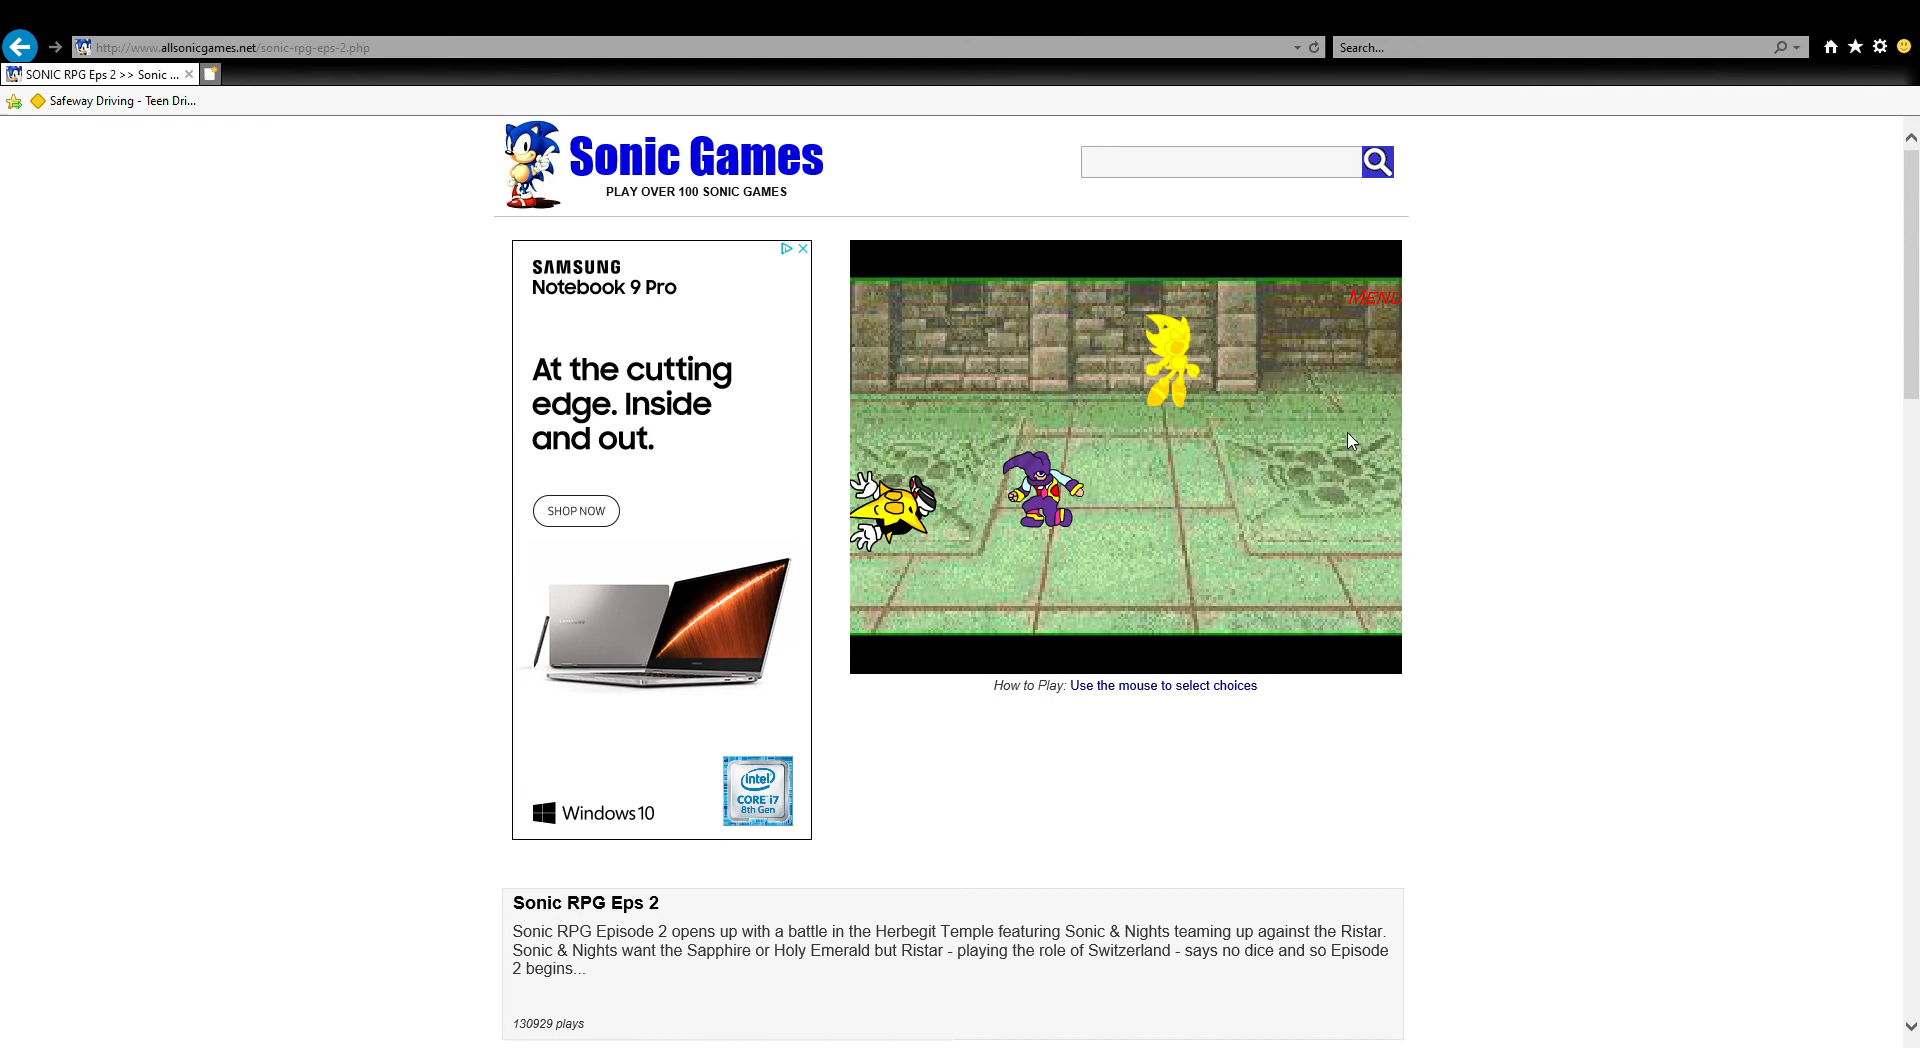 http://www.allsonicgames.net/sonic-rpg-eps-2.php
Search...
SONIC RPG Eps 2 >> Sonic ...
Safeway Driving - Teen Dri...
Sonic Games
PLAY OVER 100 SONIC GAMES
SAMSUNG
Notebook 9 Pro
At the cutting
edge. Inside
and out.
SHOP NOW
Windows 10
intel
CORE i7
8th Gen
MENU
How to Play: Use the mouse to select choices
Sonic RPG Eps 2
Sonic RPG Episode 2 opens up with a battle in the Herbegit Temple featuring Sonic & Nights teaming up against the Ristar.
Sonic & Nights want the Sapphire or Holy Emerald but Ristar - playing the role of Switzerland - says no dice and so Episode
2 begins...
130929 plays